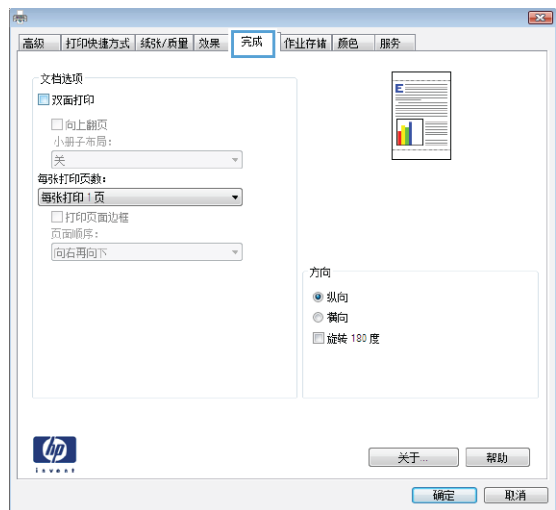 高级 打印快捷方式 纸张/质量 效果 完成 作业存储 颜色 服务
文档选项
双面打印
向上翻页
小册子布局:
关
每张打印页数:
每张打印 1 页
打印页面边框
页面顺序:
向右再向下
E
方向
纵向
横向
旋转 180 度
hp
invent
关于...
帮助
确定
取消